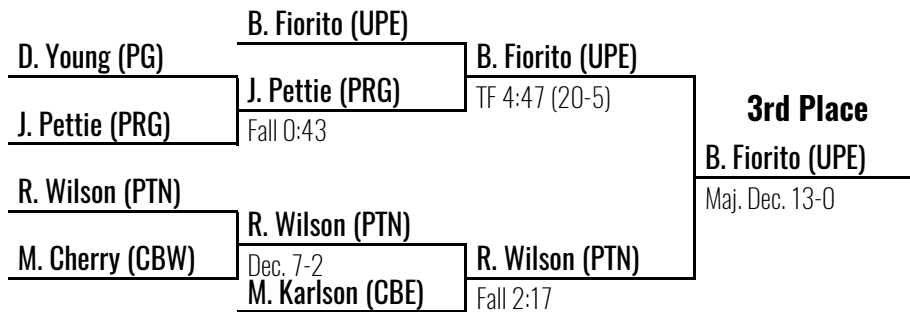 B. Fiorito (UPE)
D. Young (PG)
B. Fiorito (UPE)
J. Pettie (PRG)
TF 4:47 (20-5)
3rd Place
J. Pettie (PRG)
Fall 0:43
B. Fiorito (UPE)
R. Wilson (PTN)
Maj. Dec. 13-0
R. Wilson (PTN)
M. Cherry (CBW)
Dec. 7-2
R. Wilson (PTN)
M. Karlson (CBE)
Fall 2:17